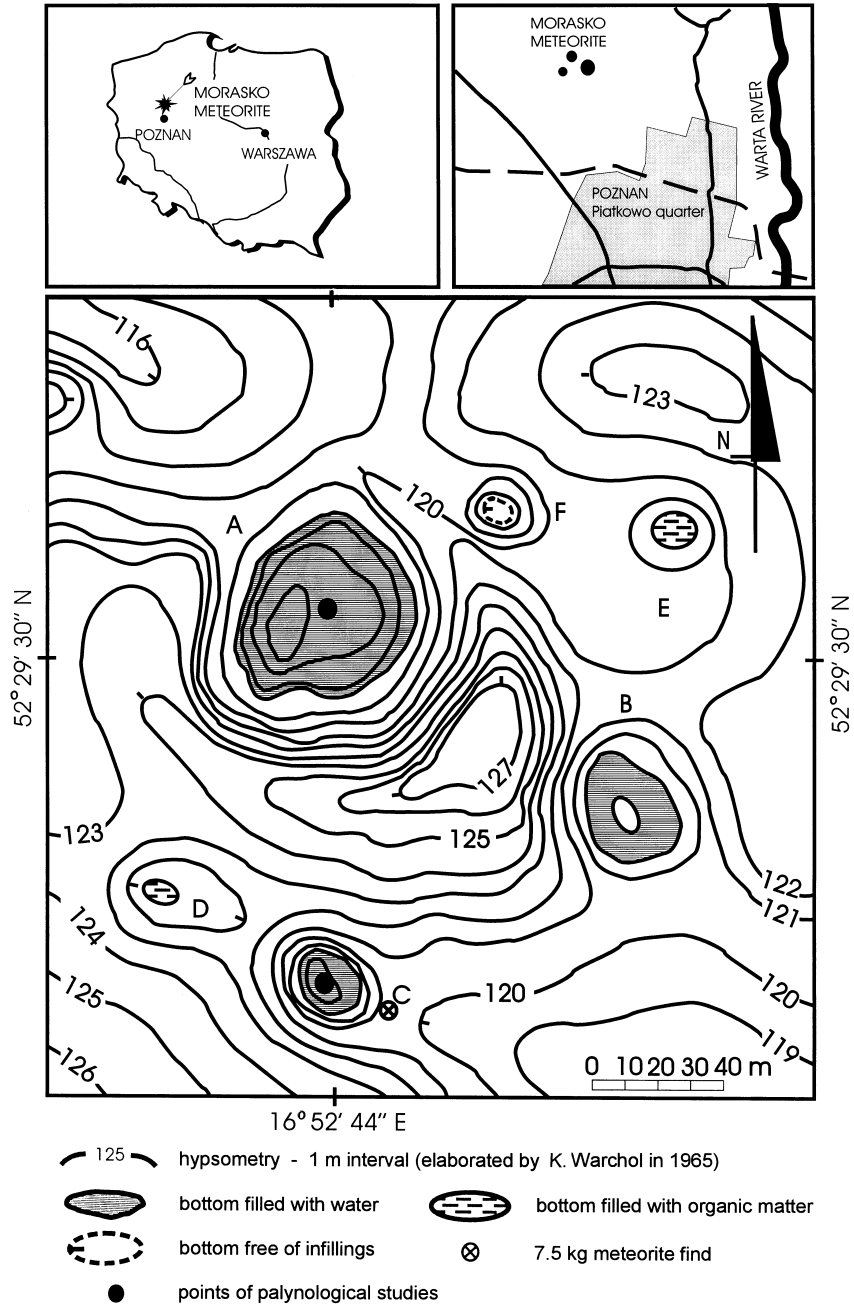 MORASKO
METEORITE
POZNAN
WARSZAWA
MORASKO
METEORITE
WARTA RIVER
POZNAN
Piatkowo quarter
116
123
N
A
120
F
E
52° 29' 30" N
52° 29' 30" N
B
127
123
125
122
121
D
124
C
120
120
125
119
126
0 10 20 30 40 m
16° 52' 44" E
125
hypsometry - 1 m interval (elaborated by K. Warchol in 1965)
bottom filled with water
bottom filled with organic matter
bottom free of infillings
7.5 kg meteorite find
points of palynological studies